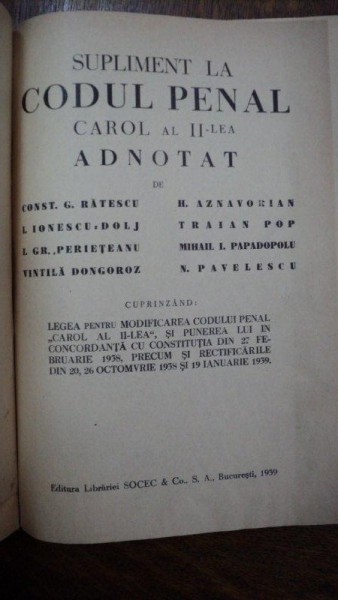 SUPLIMENT LA
CODUL PENAL
CAROL AL II-LEA
ADNOTAT
DE
CONST. G. RĂTESCU
H. AZNAVORIAN
I. IONESCU-DOLJ
TRAIAN POP
I. GR. PERIEȚEANU
MIHAIL I. PAPADOPOLU
VINTILĂ DONGOROZ
N. PAVELESCU
CUPRINZÂND:
LEGEA PENTRU MODIFICAREA CODULUI PENAL
„CAROL AL II-LEA“, ȘI PUNEREA LUI IN
CONCORDANȚĂ CU CONSTITUȚIA DIN 27 FE-
BRUARIE 1938, PRECUM ȘI RECTIFICĂRILE
DIN 20, 26 OCTOMVRIE 1938 ȘI 19 IANUARIE 1939.
Editura Librăriei SOCEC & Co., S. A., București, 1939